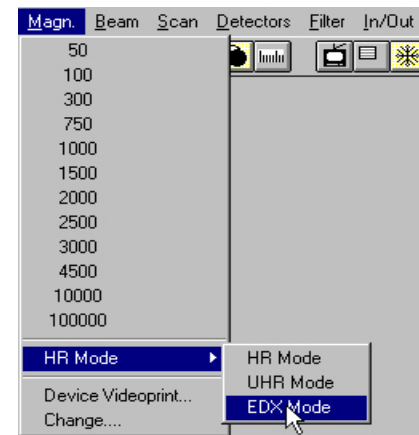 Magn. Beam Scan Detectors Filter In/Out
50
100
300
750
1000
1500
2000
2500
3000
4500
10000
100000
HR Mode
HR Mode
UHR Mode
EDX Mode
Device Videoprint...
Change....